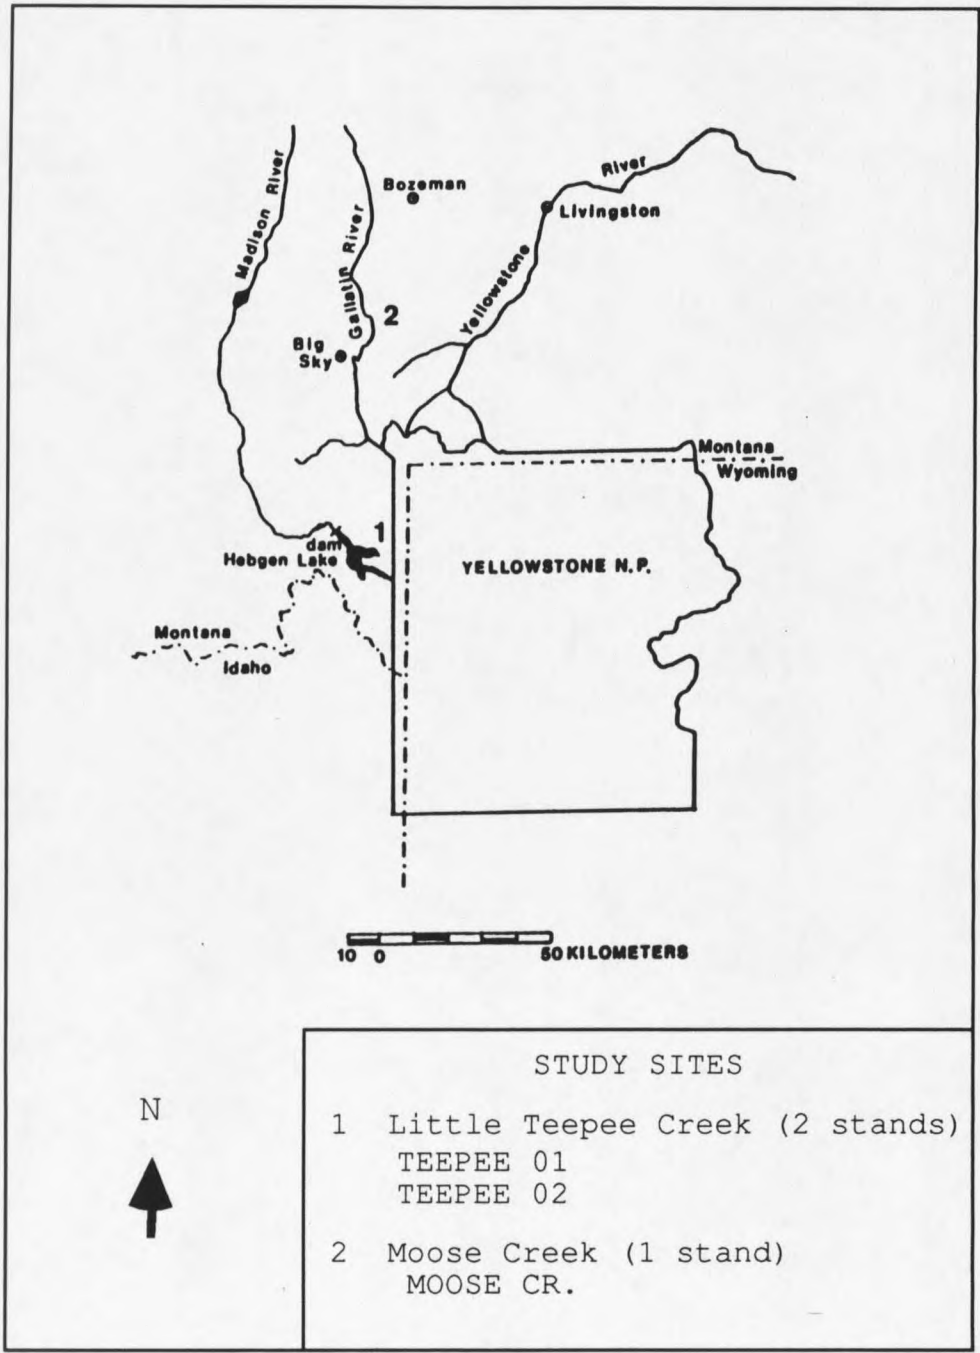 Madison River
Gallatin River
Bozeman
River
Livingston
Yellowstone
2
Big
Sky
Montana
Wyoming
1
dam
Hebgen Lake
YELLOWSTONE N.P.
Montana
Idaho
10 0 50 KILOMETERS
N
STUDY SITES
1 Little Teepee Creek (2 stands)
TEEPEE 01
TEEPEE 02
2 Moose Creek (1 stand)
MOOSE CR.